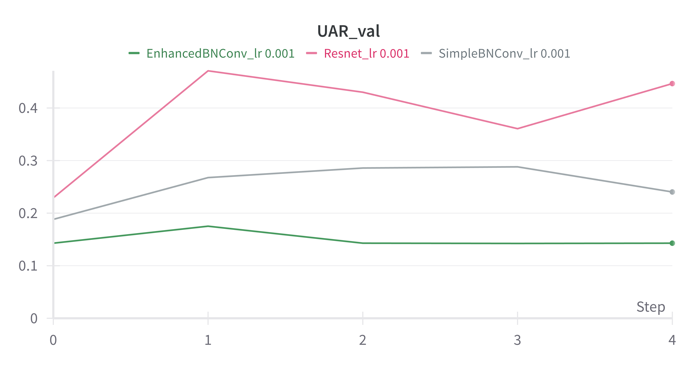 UAR_val
EnhancedBNConv_lr 0.001 Resnet_lr 0.001 SimpleBNConv_lr 0.001
0.4
0.3
0.2
0.1
0
Step
0 1 2 3 4